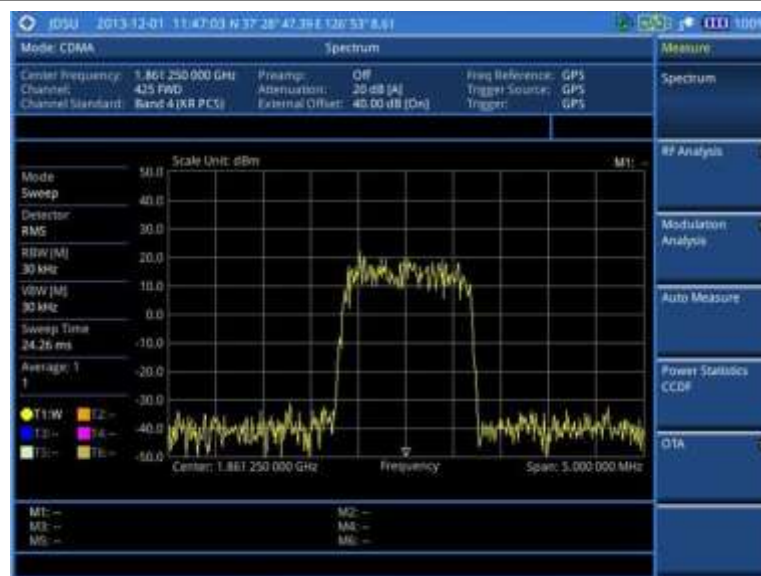 JDSU 2013-12-01 11:47:03 N 37° 28' 47.39 E 126° 53' 8.61 100%
Mode: CDMA Spectrum Measure
Center Frequency: 1.861 250 000 GHz Preamp: Off Freq Reference: GPS
Channel: 425 FWD Attenuation: 20 dB [A] Trigger Source: GPS
Channel Standard: Band 4 (KR PCS) External Offset: 40.00 dB [On] Trigger: GPS
Spectrum
RF Analysis
Modulation
Analysis
Auto Measure
Power Statistics
CCDF
OTA
Scale Unit: dBm M1: --
Mode
Sweep
Detector
RMS
RBW [M]
30 kHz
VBW [M]
30 kHz
Sweep Time
24.26 ms
Average: 1
1
T1:W T2:--
T3:-- T4:--
T5:-- T6:--
50.0
40.0
30.0
20.0
10.0
0.0
-10.0
-20.0
-30.0
-40.0
-50.0
Center: 1.861 250 000 GHz Frequency Span: 5.000 000 MHz
M1: -- M2: --
M3: -- M4: --
M5: -- M6: --